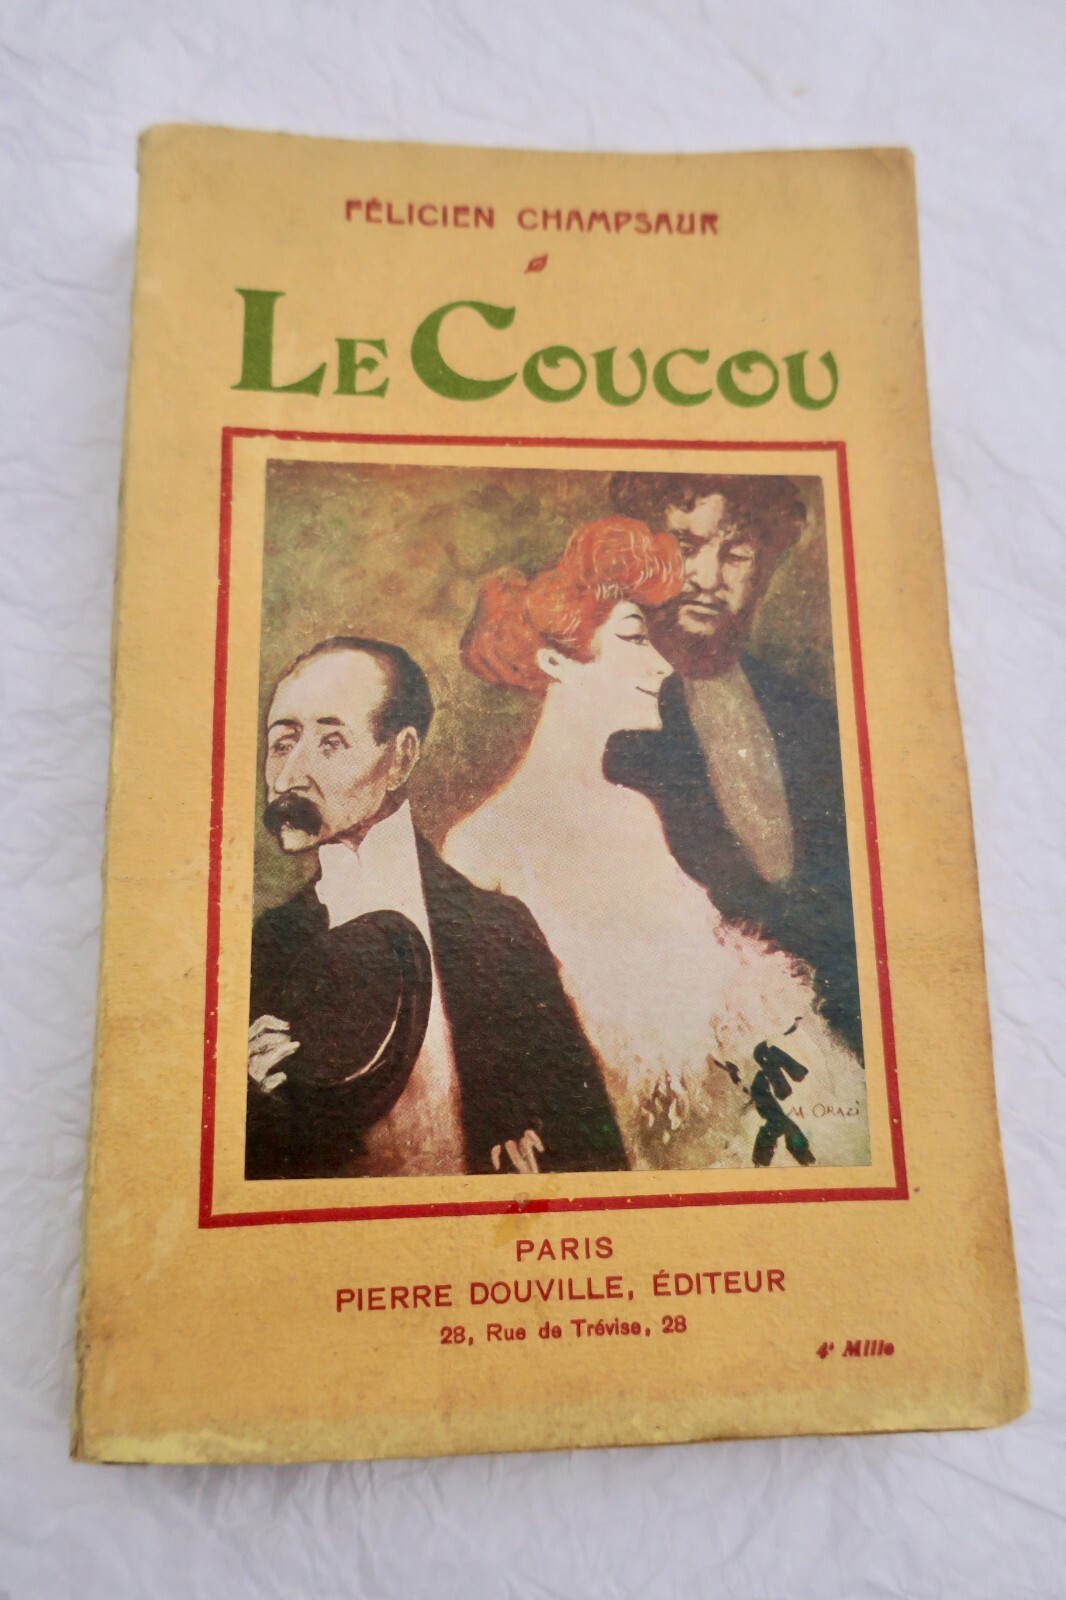 FÉLICIEN CHAMPSAUR
LE COUCOU
M. ORAZI
PARIS
PIERRE DOUVILLE, ÉDITEUR
28, Rue de Trévise, 28
4e Mille